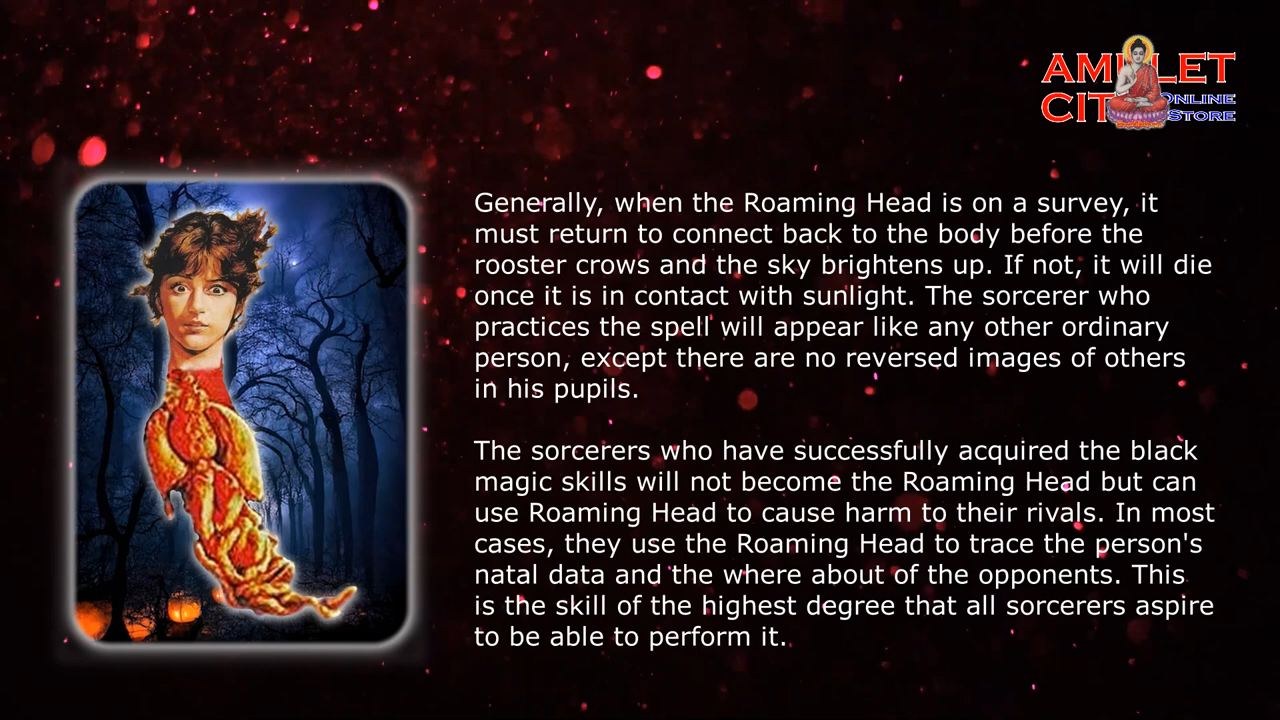 AMULET
CITY ONLINE
STORE
Generally, when the Roaming Head is on a survey, it
must return to connect back to the body before the
rooster crows and the sky brightens up. If not, it will die
once it is in contact with sunlight. The sorcerer who
practices the spell will appear like any other ordinary
person, except there are no reversed images of others
in his pupils.
The sorcerers who have successfully acquired the black
magic skills will not become the Roaming Head but can
use Roaming Head to cause harm to their rivals. In most
cases, they use the Roaming Head to trace the person's
natal data and the where about of the opponents. This
is the skill of the highest degree that all sorcerers aspire
to be able to perform it.